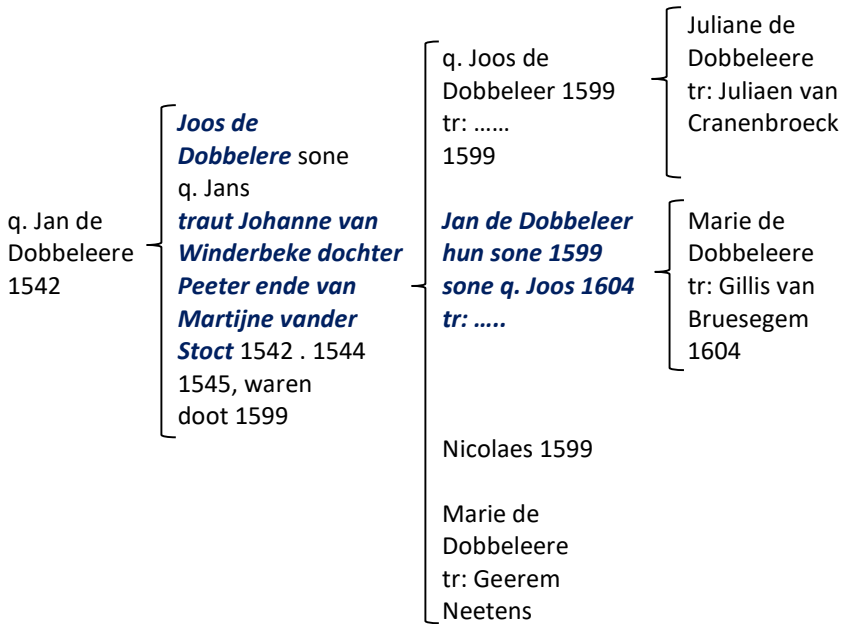 q. Jan de
Dobbeleere
1542
Joos de
Dobbelere sone
q. Jans
traut Johanne van
Winderbeke dochter
Peeter ende van
Martijne vander
Stoct 1542 . 1544
1545, waren
doot 1599
q. Joos de
Dobbeleer 1599
tr: ......
1599
Juliane de
Dobbeleere
tr: Juliaen van
Cranenbroeck
Jan de Dobbeleer
hun sone 1599
sone q. Joos 1604
tr: .....
Marie de
Dobbeleere
tr: Gillis van
Bruesegem
1604
Nicolaes 1599
Marie de
Dobbeleere
tr: Geerem
Neetens